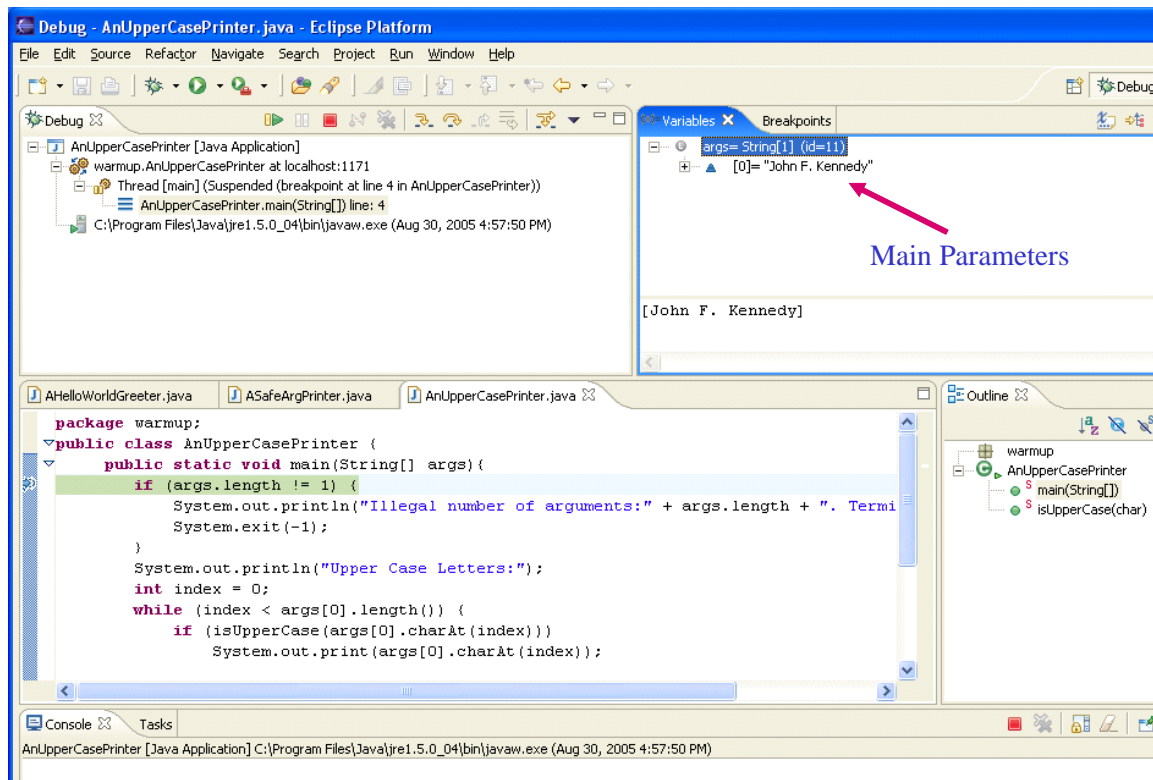 Debug - AnUpperCasePrinter.java - Eclipse Platform
File Edit Source Refactor Navigate Search Project Run Window Help
Debug
Debug
AnUpperCasePrinter [Java Application]
warmup.AnUpperCasePrinter at localhost:1171
Thread [main] (Suspended (breakpoint at line 4 in AnUpperCasePrinter))
AnUpperCasePrinter.main(String[]) line: 4
C:\Program Files\Java\jre1.5.0_04\bin\javaw.exe (Aug 30, 2005 4:57:50 PM)
Variables Breakpoints
args= String[1] (id=11)
[0]= "John F. Kennedy"
Main Parameters
[John F. Kennedy]
AHelloWorldGreeter.java ASafeArgPrinter.java AnUpperCasePrinter.java
package warmup;
public class AnUpperCasePrinter {
public static void main(String[] args){
if (args.length != 1) {
System.out.println("Illegal number of arguments:" + args.length + ". Termi
System.exit(-1);
}
System.out.println("Upper Case Letters:");
int index = 0;
while (index < args[0].length()) {
if (isUpperCase(args[0].charAt(index)))
System.out.print(args[0].charAt(index));
Outline
warmup
AnUpperCasePrinter
main(String[])
isUpperCase(char)
Console Tasks
AnUpperCasePrinter [Java Application] C:\Program Files\Java\jre1.5.0_04\bin\javaw.exe (Aug 30, 2005 4:57:50 PM)